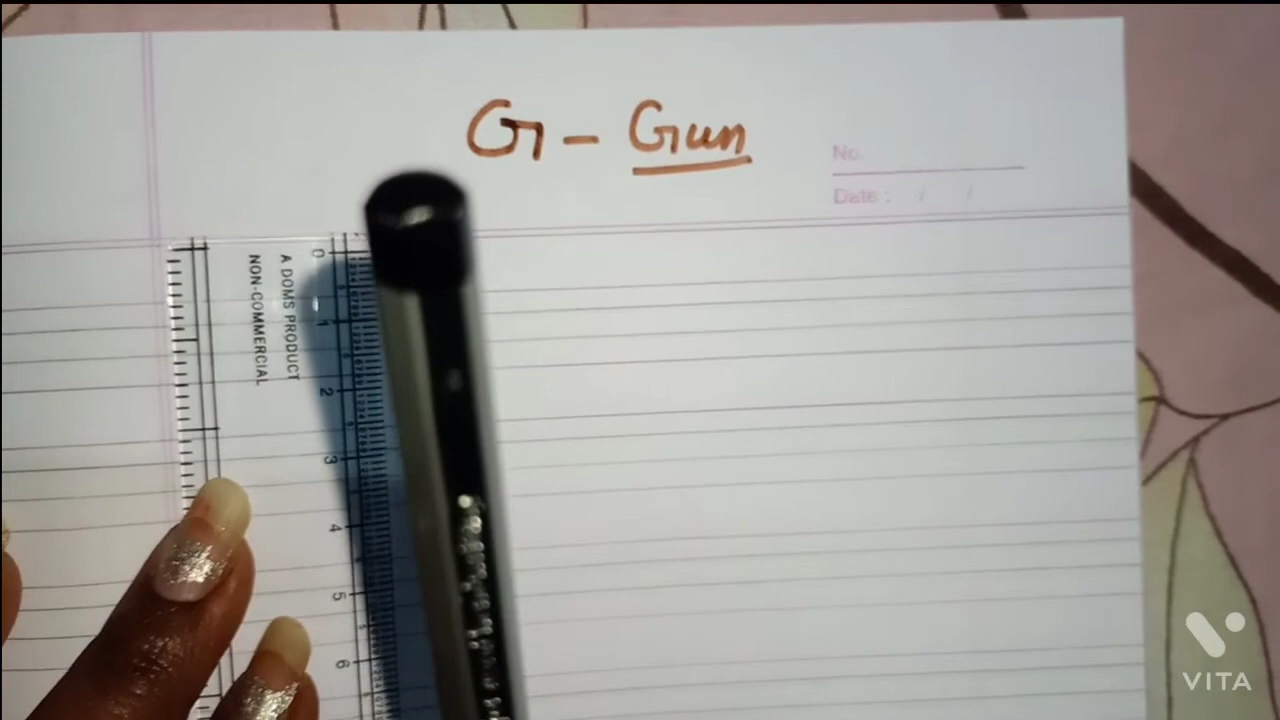 G - Gun
No.
Date : / /
A DOMS PRODUCT
NON-COMMERCIAL
0
1
2
3
4
5
6
VITA